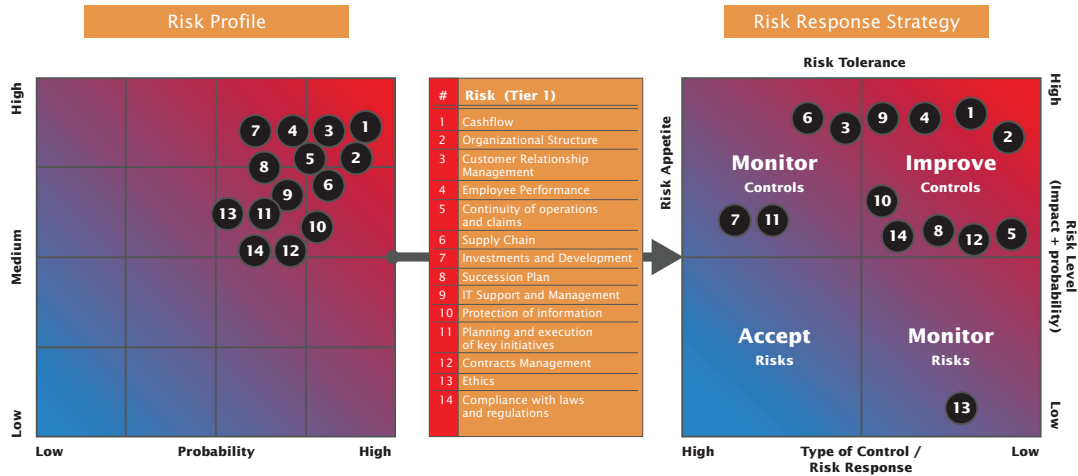 Risk Profile
Risk Response Strategy
High
Medium
Low
7
4
3
1
5
2
8
6
9
13
11
10
14
12
Low
Probability
High
#
Risk (Tier 1)
1
Cashflow
2
Organizational Structure
3
Customer Relationship
Management
4
Employee Performance
5
Continuity of operations
and claims
6
Supply Chain
7
Investments and Development
8
Succession Plan
9
IT Support and Management
10
Protection of information
11
Planning and execution
of key initiatives
12
Contracts Management
13
Ethics
14
Compliance with laws
and regulations
Risk Tolerance
Risk Appetite
6
3
9
4
1
2
Monitor
Controls
Improve
Controls
10
7
11
14
8
12
5
Accept
Risks
Monitor
Risks
13
High
Risk Level
(Impact + probability)
Low
High
Type of Control /
Risk Response
Low